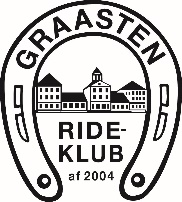 GRAASTEN
RIDE-
KLUB
af 2004